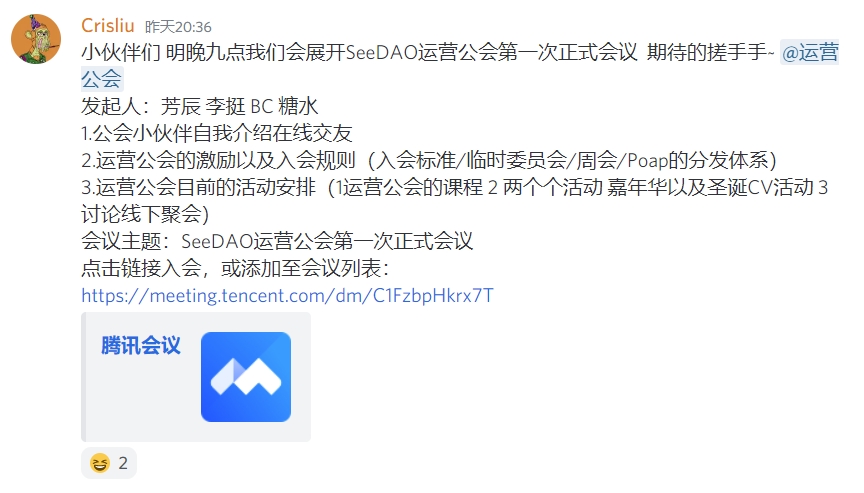 Crisliu 昨天20:36
小伙伴们 明晚九点我们会展开SeeDAO运营公会第一次正式会议  期待的搓手手~ @运营
公会
发起人：芳辰 李挺 BC 糖水
1.公会小伙伴自我介绍在线交友
2.运营公会的激励以及入会规则（入会标准/临时委员会/周会/Poap的分发体系）
3.运营公会目前的活动安排（1运营公会的课程 2 两个个活动 嘉年华以及圣诞CV活动 3
讨论线下聚会）
会议主题：SeeDAO运营公会第一次正式会议
点击链接入会，或添加至会议列表：
https://meeting.tencent.com/dm/C1FzbpHkrx7T
腾讯会议
2